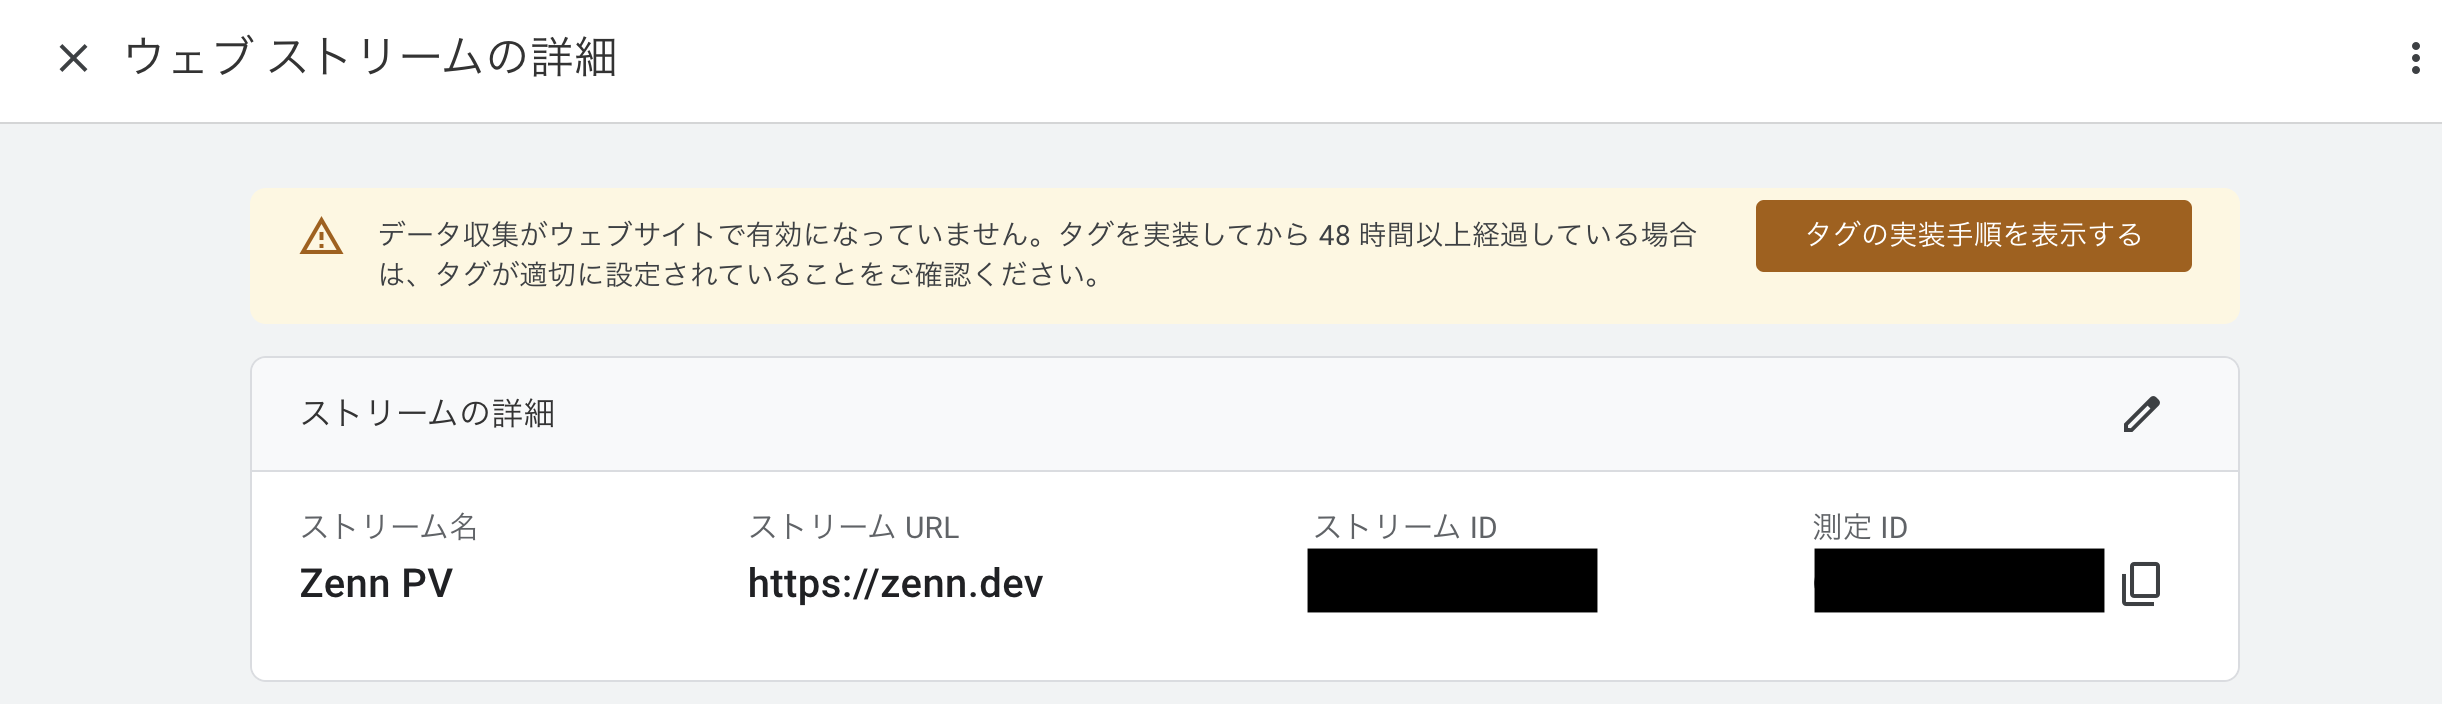 ウェブ ストリームの詳細
データ収集がウェブサイトで有効になっていません。タグを実装してから 48 時間以上経過している場合
は、タグが適切に設定されていることをご確認ください。
タグの実装手順を表示する
ストリームの詳細
ストリーム名
ストリーム URL
ストリーム ID
測定 ID
Zenn PV
https://zenn.dev